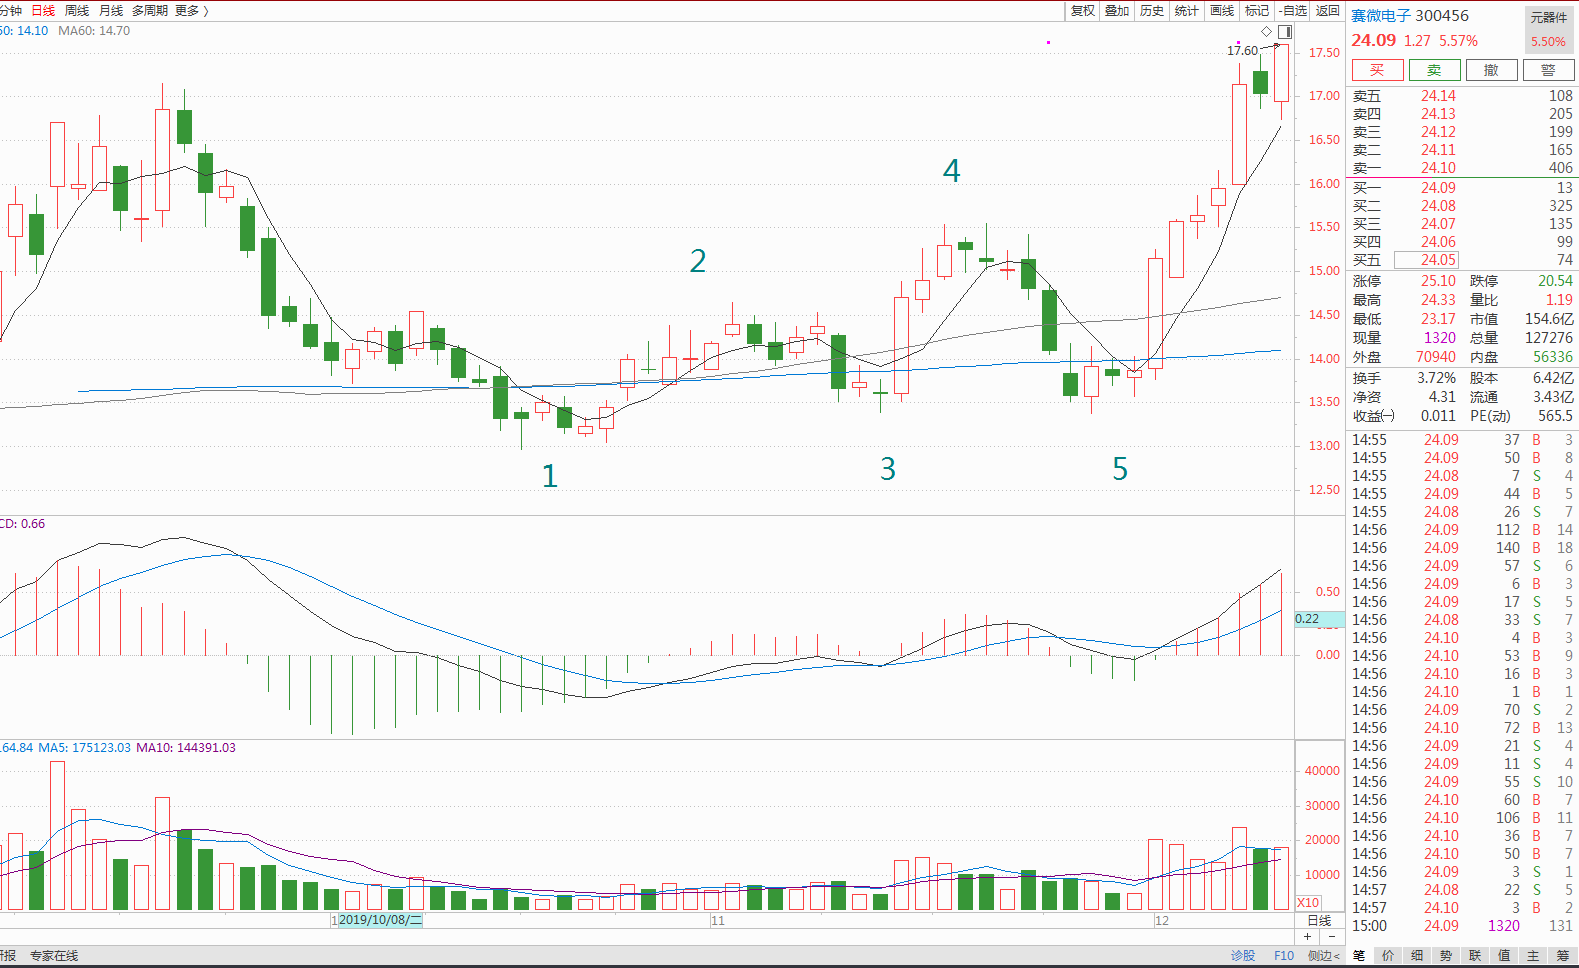 分钟 日线 周线 月线 多周期 更多 〉
复权 叠加 历史 统计 画线 标记 -自选 返回
60: 14.10 MA60: 14.70
17.60
17.50
17.00
16.50
16.00
15.50
15.00
14.50
14.00
13.50
13.00
12.50
1
2
3
4
5
CD: 0.66
0.50
0.22
0.00
164.84 MA5: 175123.03 MA10: 144391.03
40000
30000
20000
10000
X10
2019/10/08/二
11
12
日线
+ −
研报 专家在线
诊股 F10 侧边<
赛微电子 300456
24.09 1.27 5.57%
元器件
5.50%
买 卖 撤 警
卖五 24.14 108
卖四 24.13 205
卖三 24.12 199
卖二 24.11 165
卖一 24.10 406
买一 24.09 13
买二 24.08 325
买三 24.07 135
买四 24.06 99
买五 24.05 74
涨停 25.10 跌停 20.54
最高 24.33 量比 1.19
最低 23.17 市值 154.6亿
现量 1320 总量 127276
外盘 70940 内盘 56336
换手 3.72% 股本 6.42亿
净资 4.31 流通 3.43亿
收益㈠ 0.011 PE(动) 565.5
14:55 24.09 37 B 3
14:55 24.09 50 B 8
14:55 24.08 7 S 4
14:55 24.09 44 B 5
14:55 24.08 26 S 7
14:56 24.09 112 B 14
14:56 24.09 140 B 18
14:56 24.09 57 S 6
14:56 24.09 6 B 3
14:56 24.09 17 S 5
14:56 24.08 33 S 7
14:56 24.10 4 B 3
14:56 24.10 53 B 9
14:56 24.10 16 B 3
14:56 24.10 1 B 1
14:56 24.09 70 S 2
14:56 24.10 72 B 13
14:56 24.09 21 S 4
14:56 24.09 11 S 4
14:56 24.09 55 S 10
14:56 24.10 60 B 7
14:56 24.10 106 B 11
14:56 24.10 36 B 7
14:56 24.10 50 B 7
14:56 24.09 3 S 1
14:57 24.08 22 S 5
14:57 24.10 3 B 2
15:00 24.09 1320 131
笔 价 细 势 联 值 主 筹